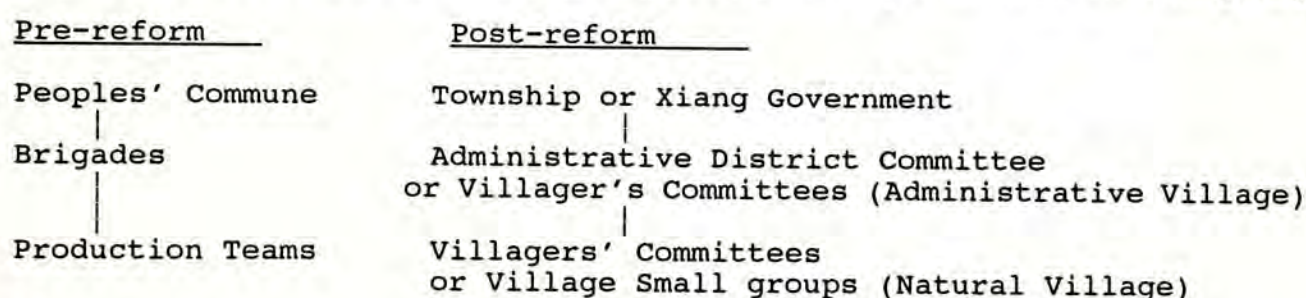 Pre-reform Post-reform
Peoples' Commune Township or Xiang Government
Brigades Administrative District Committee
or Villager's Committees (Administrative Village)
Production Teams Villagers' Committees
or Village Small groups (Natural Village)